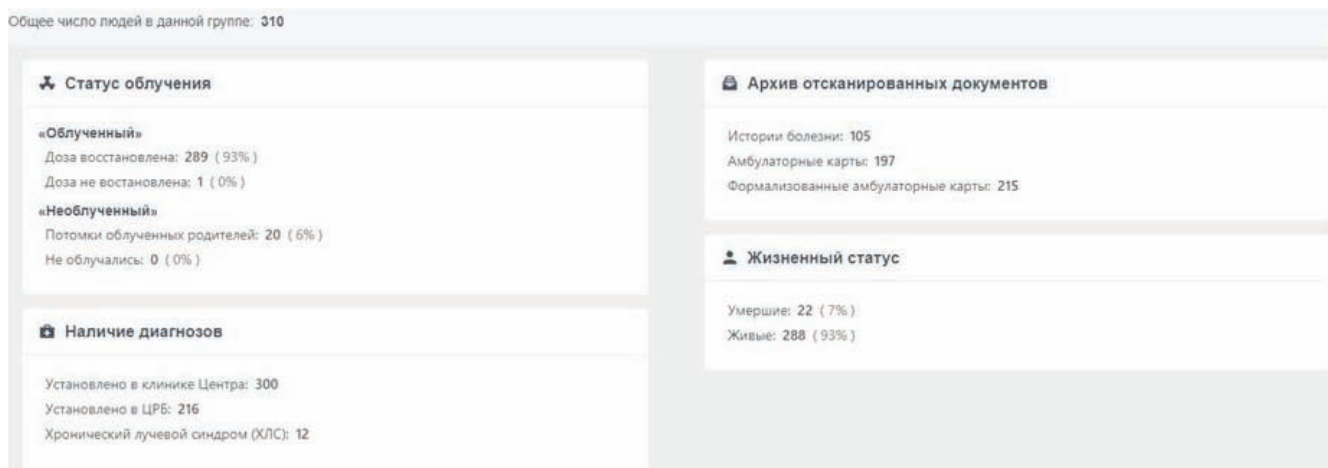 Общее число людей в данной группе: 310
Статус облучения
«Облученный»
Доза восстановлена: 289 ( 93% )
Доза не востановлена: 1 ( 0% )
«Необлученный»
Потомки облученных родителей: 20 ( 6% )
Не облучались: 0 ( 0% )
Наличие диагнозов
Установлено в клинике Центра: 300
Установлено в ЦРБ: 216
Хронический лучевой синдром (ХЛС): 12
Архив отсканированных документов
Истории болезни: 105
Амбулаторные карты: 197
Формализованные амбулаторные карты: 215
Жизненный статус
Умершие: 22 ( 7% )
Живые: 288 ( 93% )